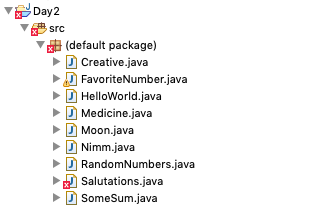 Day2
src
(default package)
Creative.java
FavoriteNumber.java
HelloWorld.java
Medicine.java
Moon.java
Nimm.java
RandomNumbers.java
Salutations.java
SomeSum.java